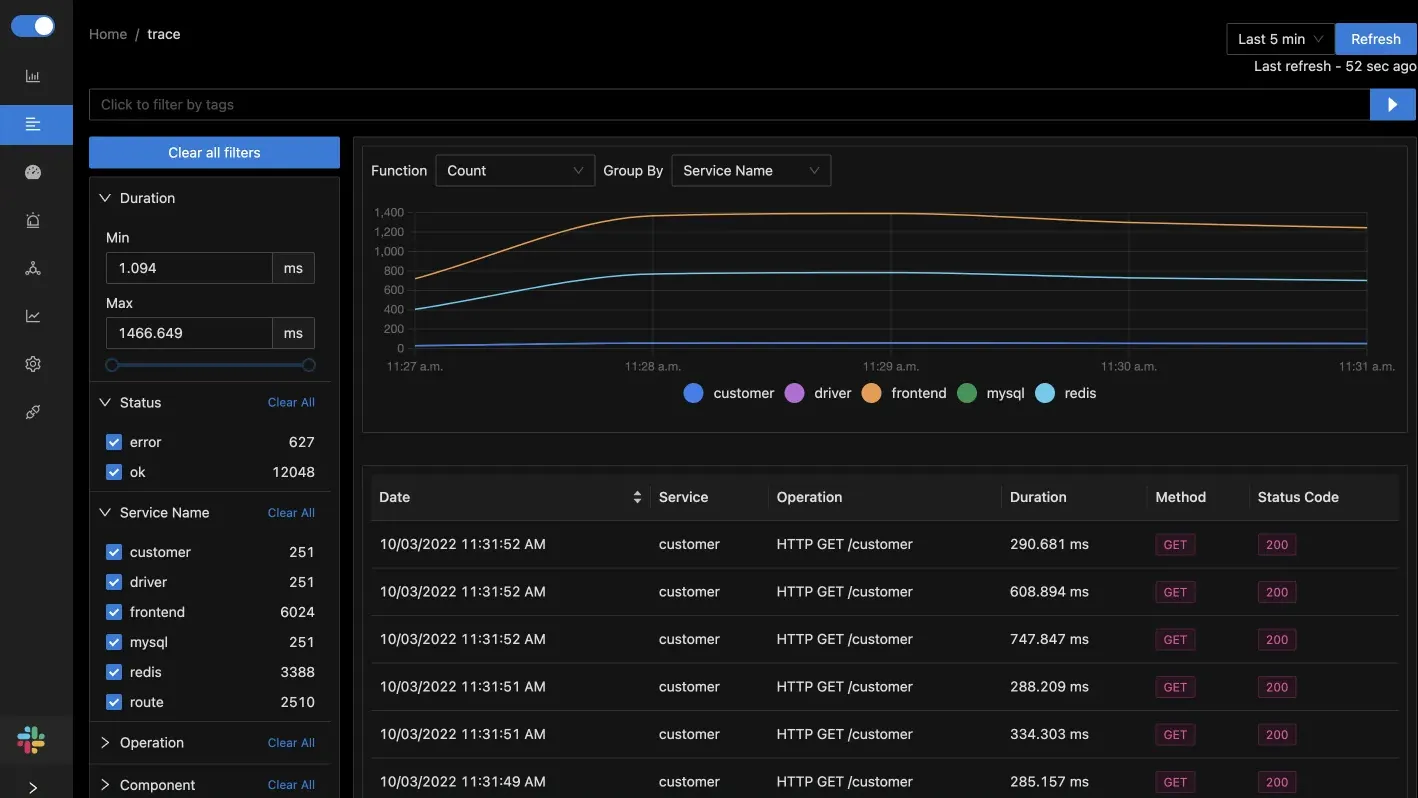 Home / trace
Last 5 min
Refresh
Last refresh - 52 sec ago
Click to filter by tags
Clear all filters
Duration
Min
1.094 ms
Max
1466.649 ms
Status Clear All
error 627
ok 12048
Service Name Clear All
customer 251
driver 251
frontend 6024
mysql 251
redis 3388
route 2510
Operation Clear All
Component Clear All
Function Count Group By Service Name
1,400
1,200
1,000
800
600
400
200
0
11:27 a.m. 11:28 a.m. 11:29 a.m. 11:30 a.m. 11:31 a.m.
customer driver frontend mysql redis
Date Service Operation Duration Method Status Code
10/03/2022 11:31:52 AM customer HTTP GET /customer 290.681 ms GET 200
10/03/2022 11:31:52 AM customer HTTP GET /customer 608.894 ms GET 200
10/03/2022 11:31:52 AM customer HTTP GET /customer 747.847 ms GET 200
10/03/2022 11:31:51 AM customer HTTP GET /customer 288.209 ms GET 200
10/03/2022 11:31:51 AM customer HTTP GET /customer 334.303 ms GET 200
10/03/2022 11:31:49 AM customer HTTP GET /customer 285.157 ms GET 200